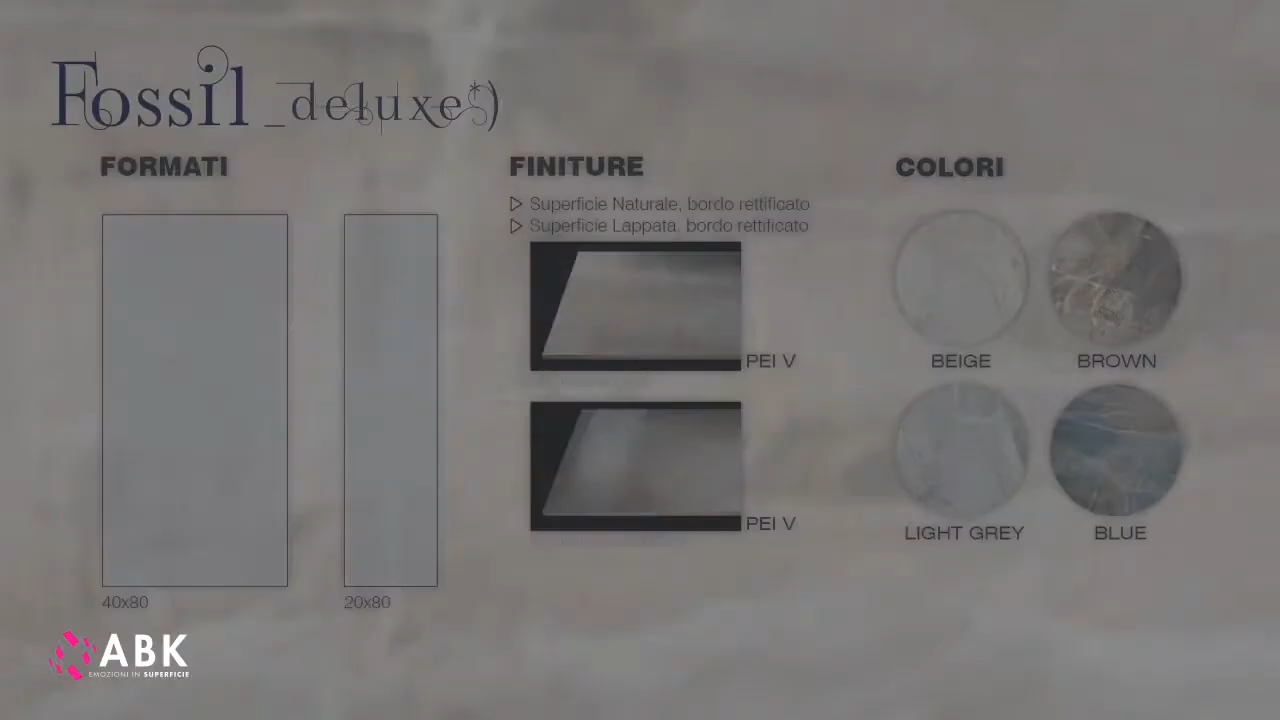 Fossil _deluxe*)
FORMATI
40x80
20x80
FINITURE
Superficie Naturale, bordo rettificato
Superficie Lappata, bordo rettificato
PEI V
PEI V
COLORI
BEIGE
BROWN
LIGHT GREY
BLUE
ABK
EMOZIONI IN SUPERFICIE